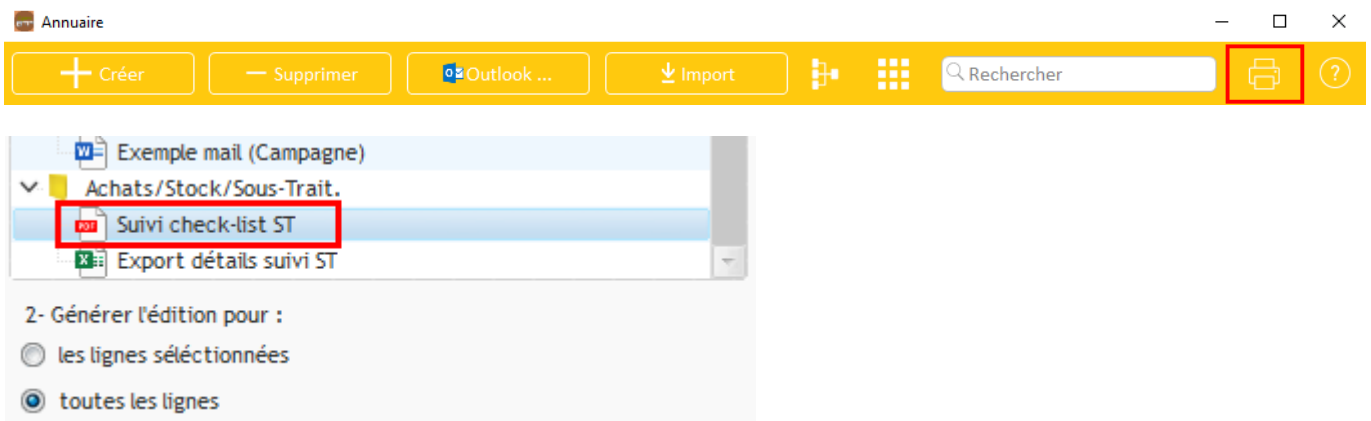 Annuaire
Créer Supprimer Outlook ... Import Rechercher ?
Exemple mail (Campagne)
Achats/Stock/Sous-Trait.
Suivi check-list ST
Export détails suivi ST
2- Générer l'édition pour :
les lignes séléctionnées
toutes les lignes